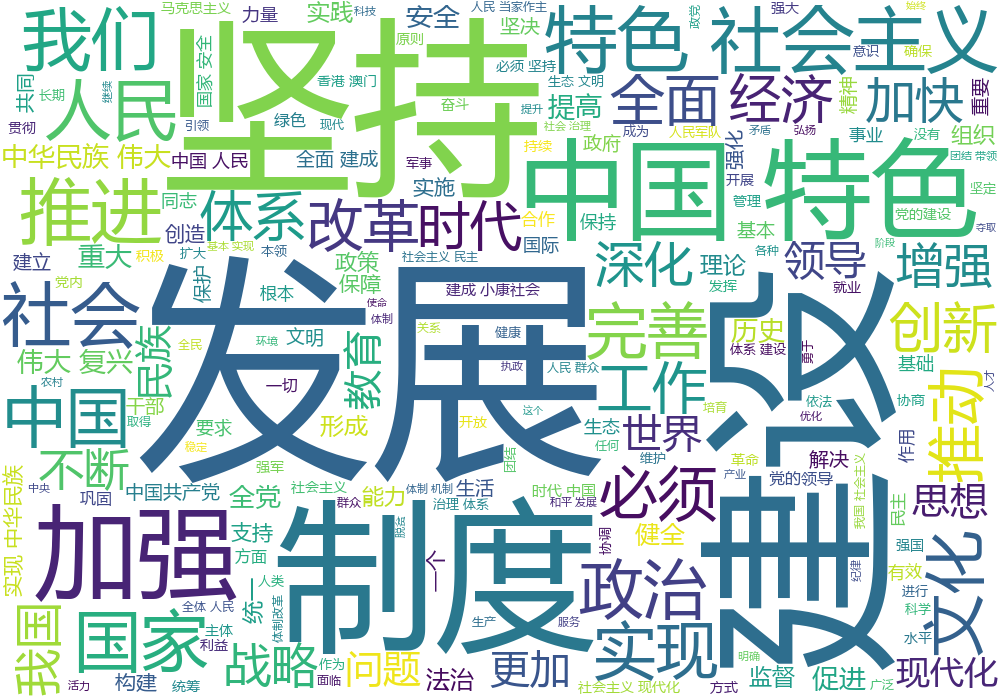 马克思主义
力量
实践
科技
安全
人民 当家作主
政党
强大
始终
我们
坚持
原则
坚决
特色 社会主义
意识
确保
国家 安全
必须 坚持
共同
长期
继续
人民
香港 澳门
奋斗
生态 文明
提升
提高
全面
经济
精神
加快
重要
贯彻
引领
绿色
现代
社会 治理
成为
人民军队
矛盾
弘扬
事业
没有
组织
中华民族 伟大
中国 人民
全面 建成
军事
持续
政府
强化
开展
团结 带领
推进
同志
体系
改革
时代
实施
中国 特色
管理
坚定
党的建设
夺取
创造
合作
保持
基本
扩大
基本 实现
本领
国际
深化
理论
领导
各种
阶段
增强
建立
重大
积极
保护
政策
保障
社会主义 民主
发挥
就业
党内
社会
发展
根本
使命
体制
建成 小康社会
建设
创新
民族
全民
环境
文明
关系
健康
完善
历史
体系 建设
勇于
基础
伟大 复兴
农村
一切
教育
执政
人民 群众
工作
人才
推动
中国
干部
取得
要求
形成
开放
这个
生态
任何
世界
培育
依法
优化
协商
作用
不断
稳定
强军
团结
维护
革命
产业
解决
党的领导
我国 社会主义
中央
巩固
中国共产党
全党
社会主义
群众
能力
体制 机制
生活
治理 体系
时代 中国
和平 发展
必须
思想
民主
实现 中华民族
加强
支持
方面
制度
脱贫
一个
协调
健全
强国
纪律
有效
文化
统一
人类
全体 人民
政治
进行
科学
我国
国家
主体
利益
体制改革
生产
服务
实现
水平
活力
构建
统筹
战略
作为
面临
问题
法治
更加
社会主义 现代化
方式
明确
监督
促进
广泛
现代化